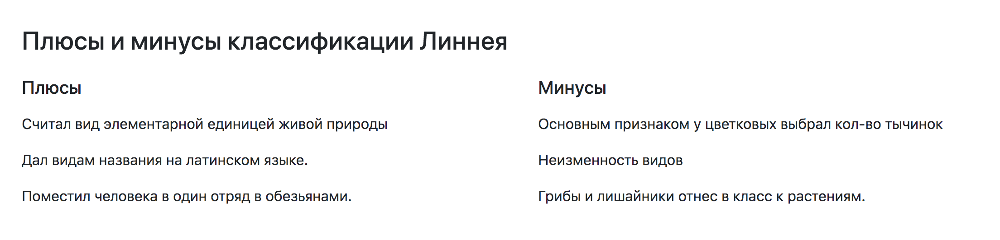 Плюсы и минусы классификации Линнея
Плюсы
Считал вид элементарной единицей живой природы
Дал видам названия на латинском языке.
Поместил человека в один отряд в обезьянами.
Минусы
Основным признаком у цветковых выбрал кол-во тычинок
Неизменность видов
Грибы и лишайники отнес в класс к растениям.